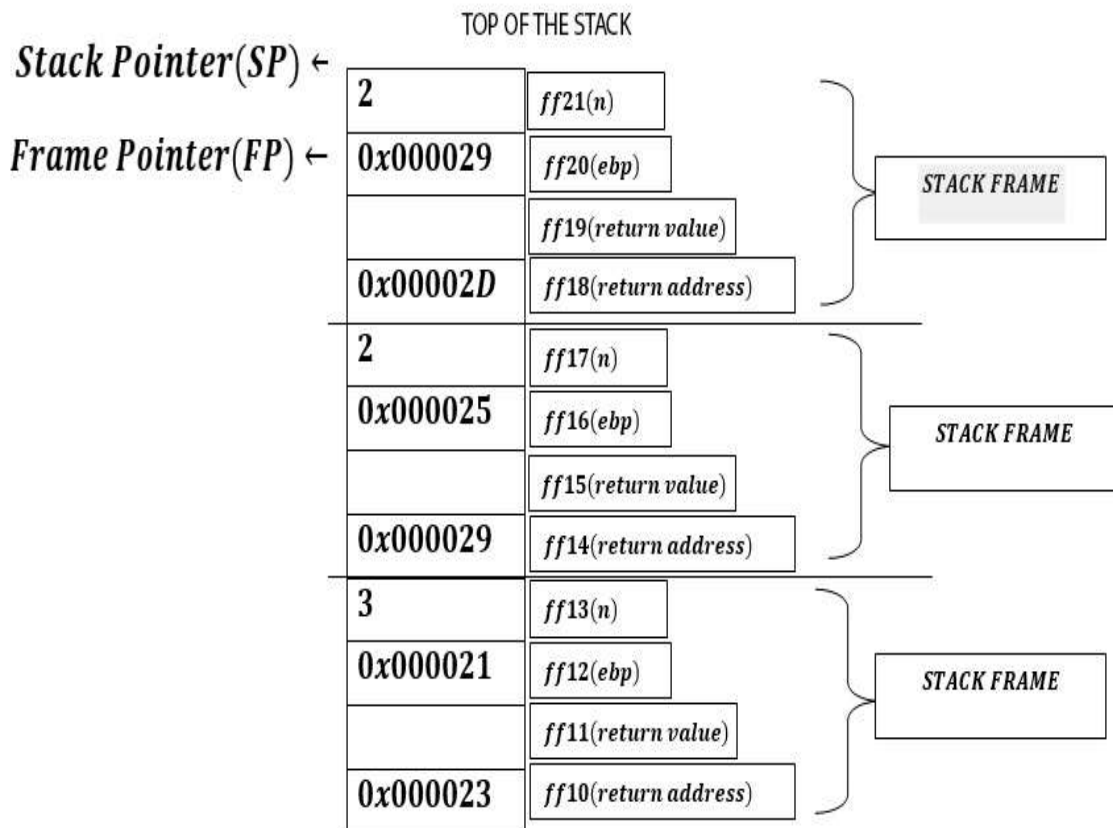 TOP OF THE STACK
Stack Pointer(SP) ←
2 ff21(n)
Frame Pointer(FP) ←
0x000029 ff20(ebp)
STACK FRAME
ff19(return value)
0x00002D ff18(return address)
2 ff17(n)
0x000025 ff16(ebp)
STACK FRAME
ff15(return value)
0x000029 ff14(return address)
3 ff13(n)
0x000021 ff12(ebp)
STACK FRAME
ff11(return value)
0x000023 ff10(return address)